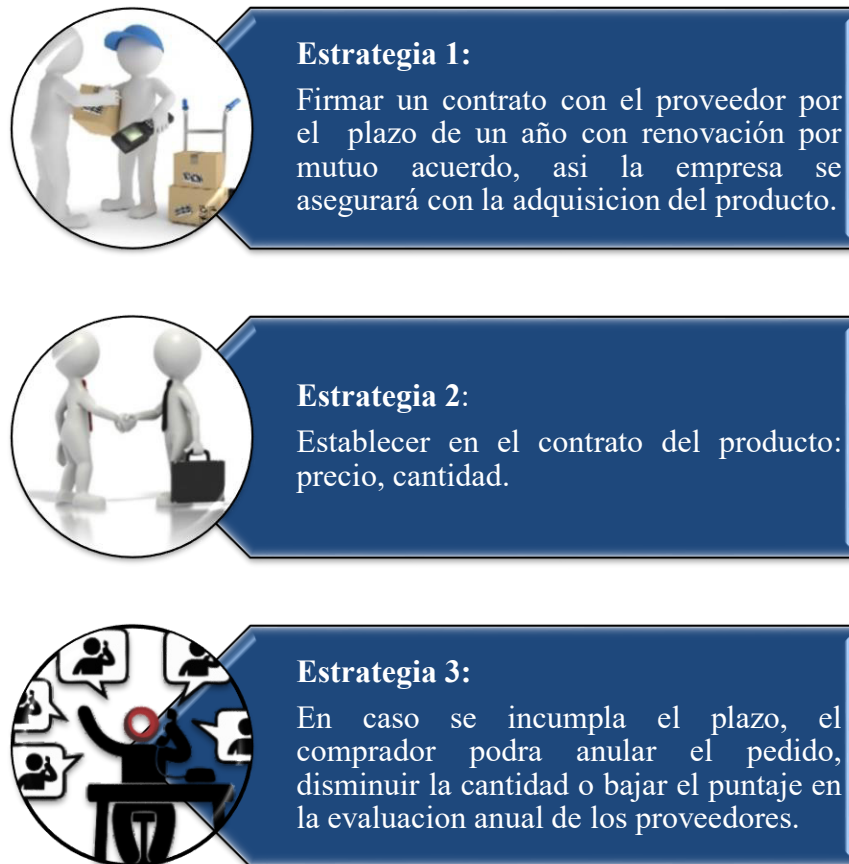 Estrategia 1:
Firmar un contrato con el proveedor por
el plazo de un año con renovación por
mutuo acuerdo, asi la empresa se
asegurará con la adquisicion del producto.
Estrategia 2:
Establecer en el contrato del producto:
precio, cantidad.
Estrategia 3:
En caso se incumpla el plazo, el
comprador podra anular el pedido,
disminuir la cantidad o bajar el puntaje en
la evaluacion anual de los proveedores.